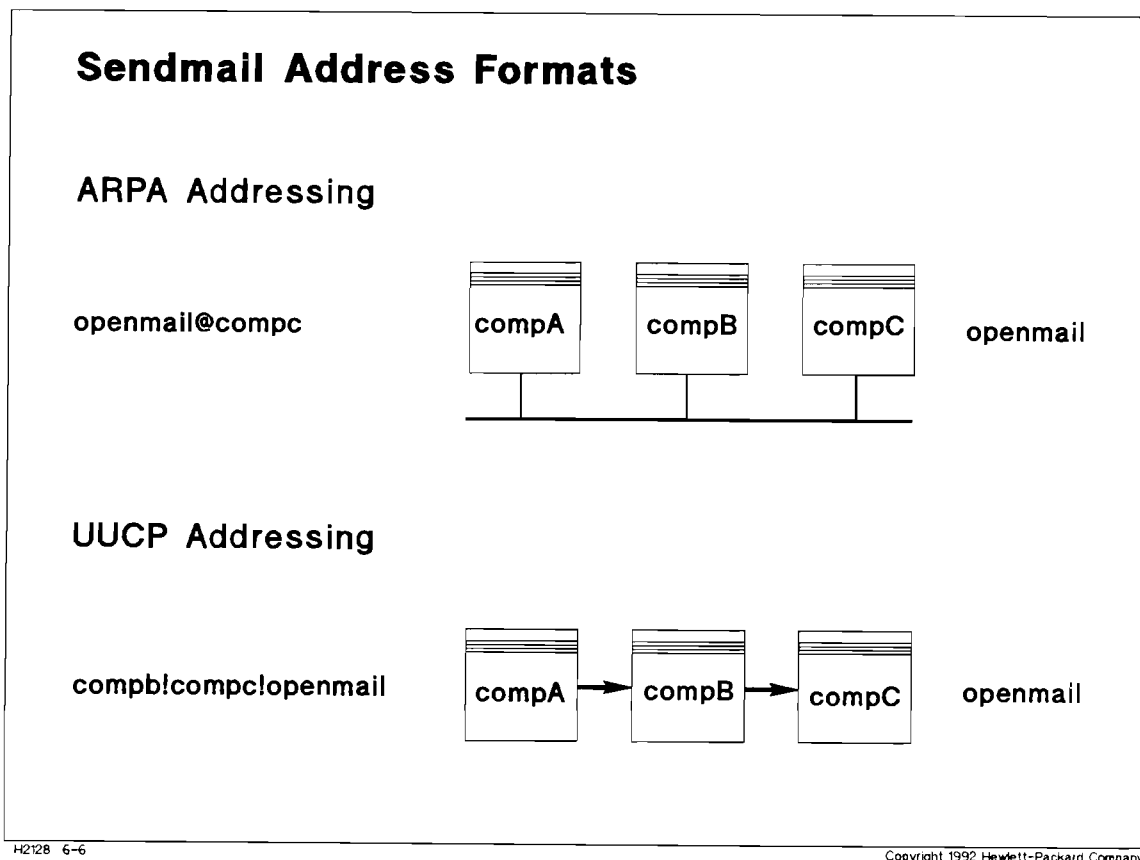 Sendmail Address Formats
ARPA Addressing
openmail@compc
compA
compB
compC
openmail
UUCP Addressing
compb!compc!openmail
compA
compB
compC
openmail
H2128 6-6
Copyright 1992 Hewlett-Packard Company